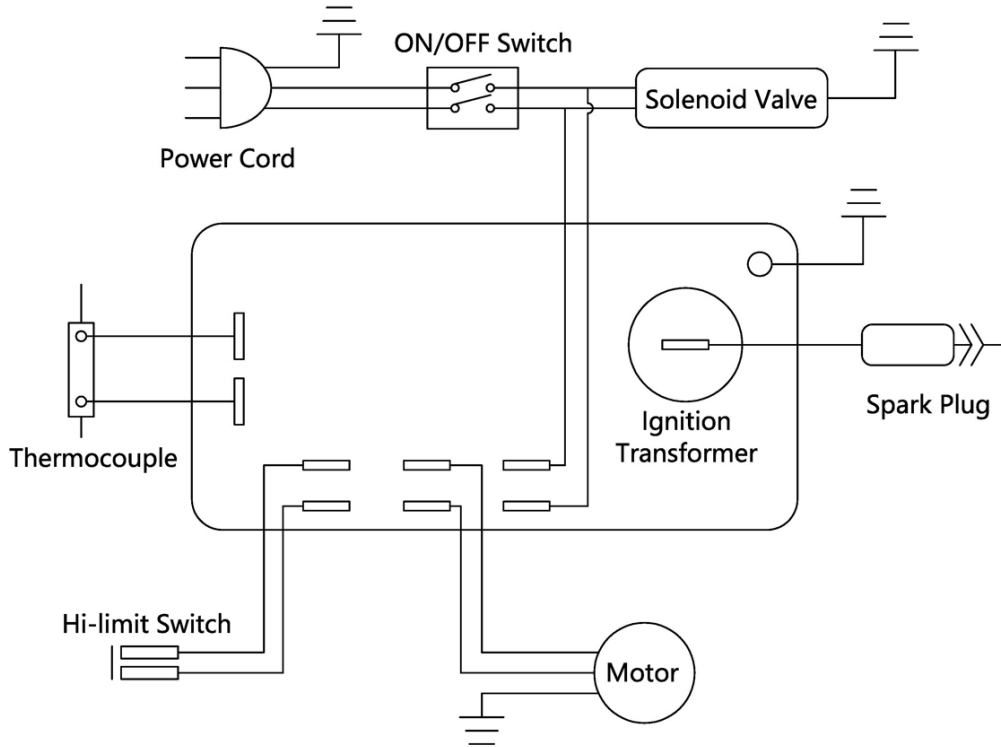 ON/OFF Switch
Solenoid Valve
Power Cord
Thermocouple
Ignition
Transformer
Spark Plug
Hi-limit Switch
Motor